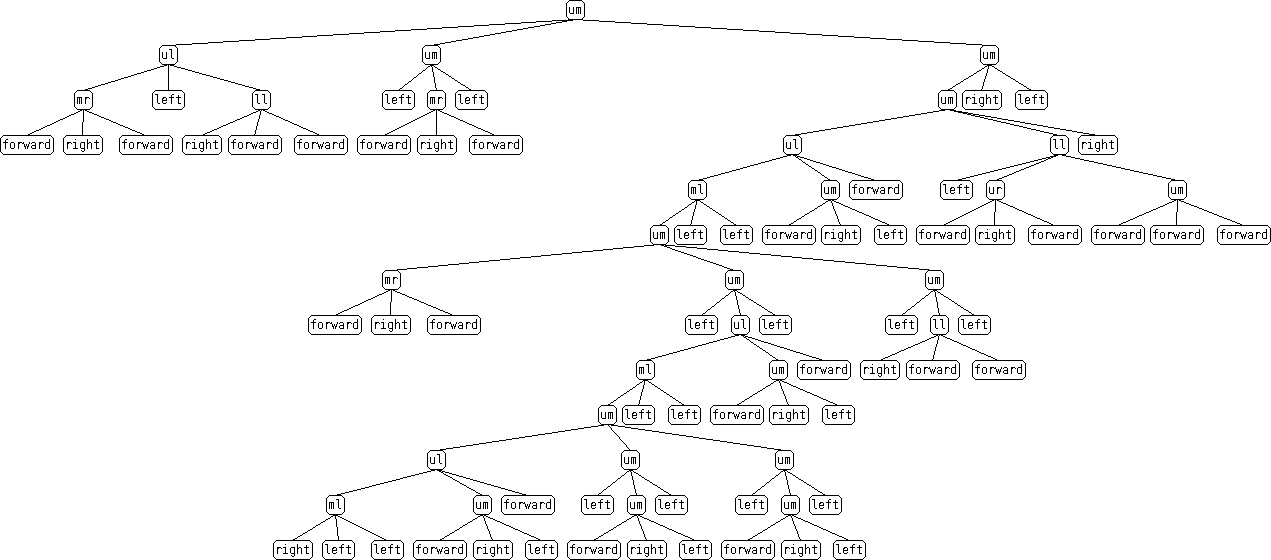 um
ul um um
mr left ll left mr left um right left
forward right forward right forward forward forward right forward ul ll right
ml um forward left ur um
um left left forward right left forward right forward forward forward forward
mr um um
forward right forward left ul left left ll left
ml um forward right forward forward
um left left forward right left
ul um um
ml um forward left um left left um left
right left left forward right left forward right left forward right left